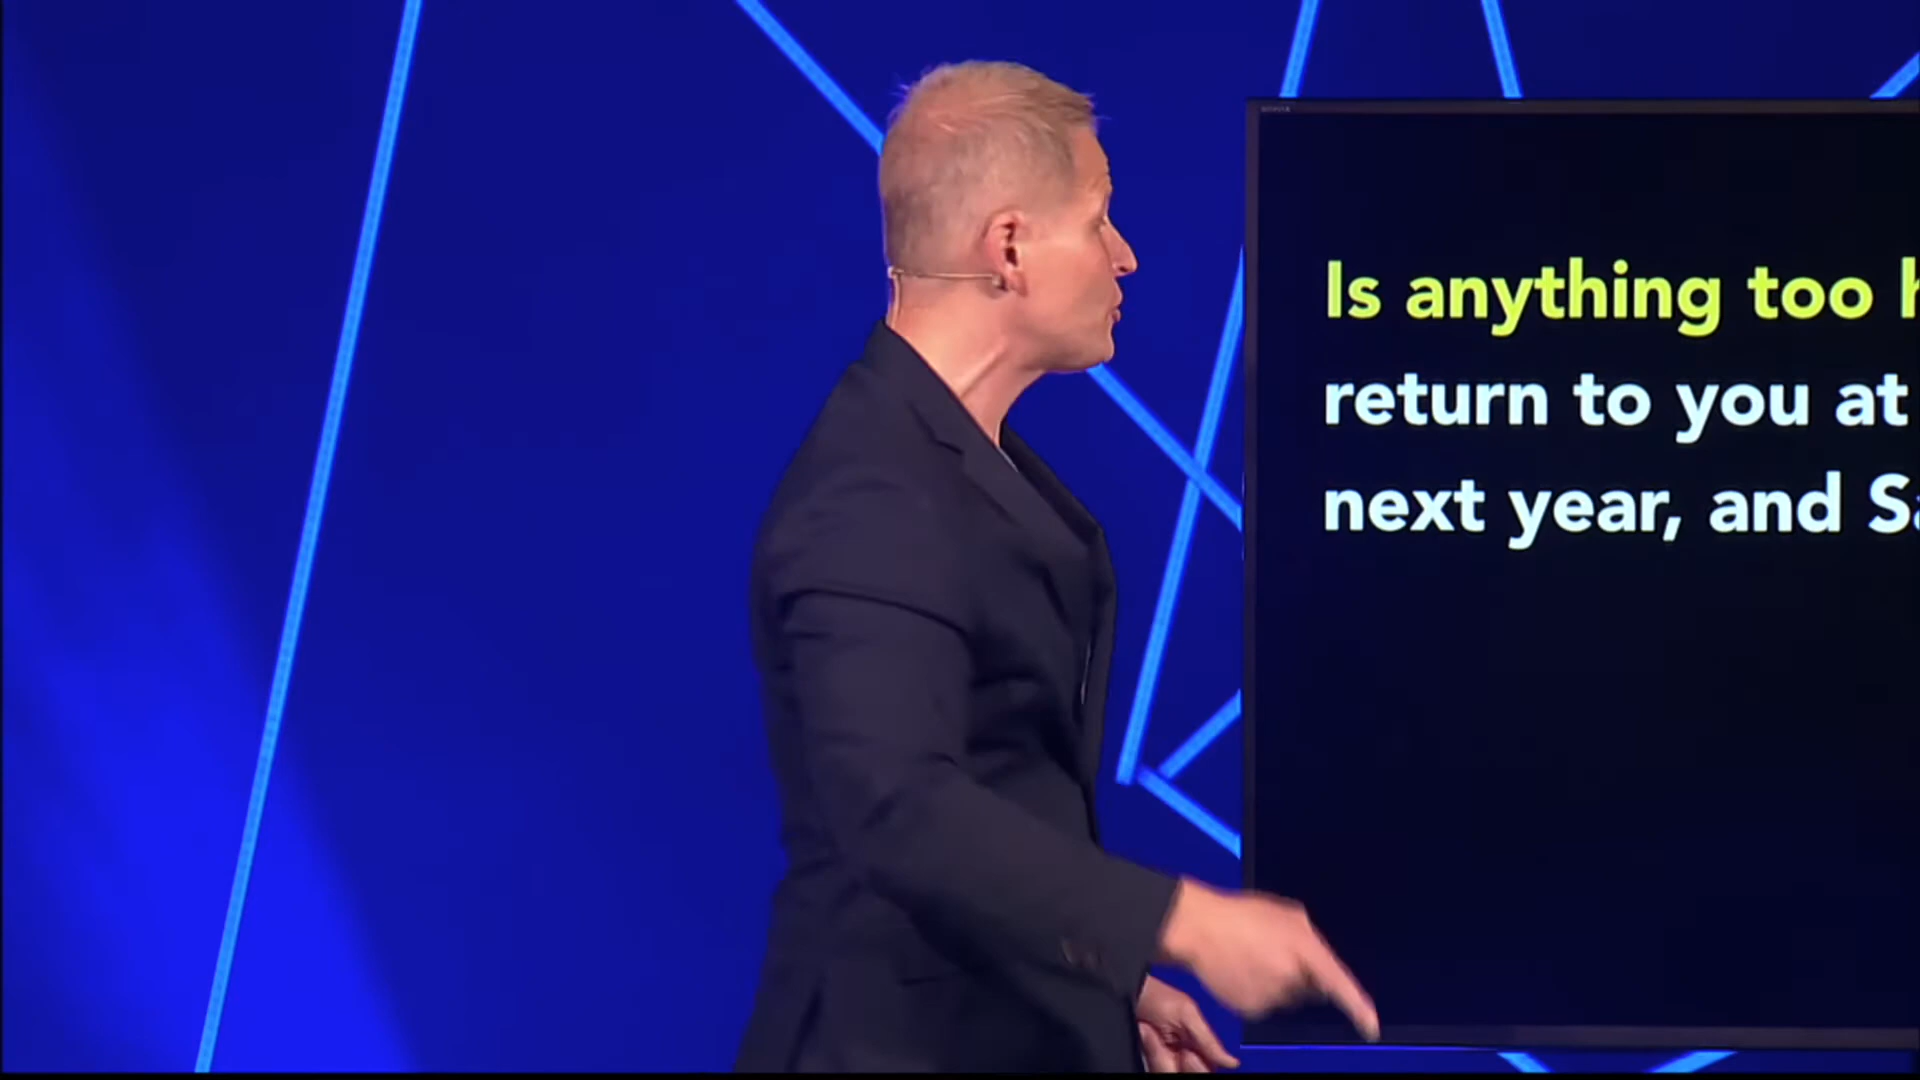 Is anything too
return to you at
next year, and